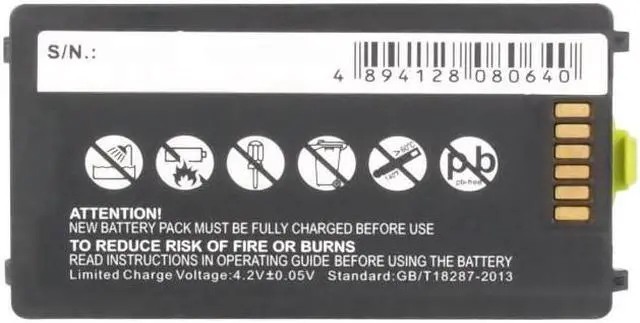 S/N.:
4 894128 080640
>60°C
140°F
pb
pb-free
ATTENTION!
NEW BATTERY PACK MUST BE FULLY CHARGED BEFORE USE
TO REDUCE RISK OF FIRE OR BURNS
READ INSTRUCTIONS IN OPERATING GUIDE BEFORE USING THE BATTERY
Limited Charge Voltage:4.2V±0.05V Standard:GB/T18287-2013